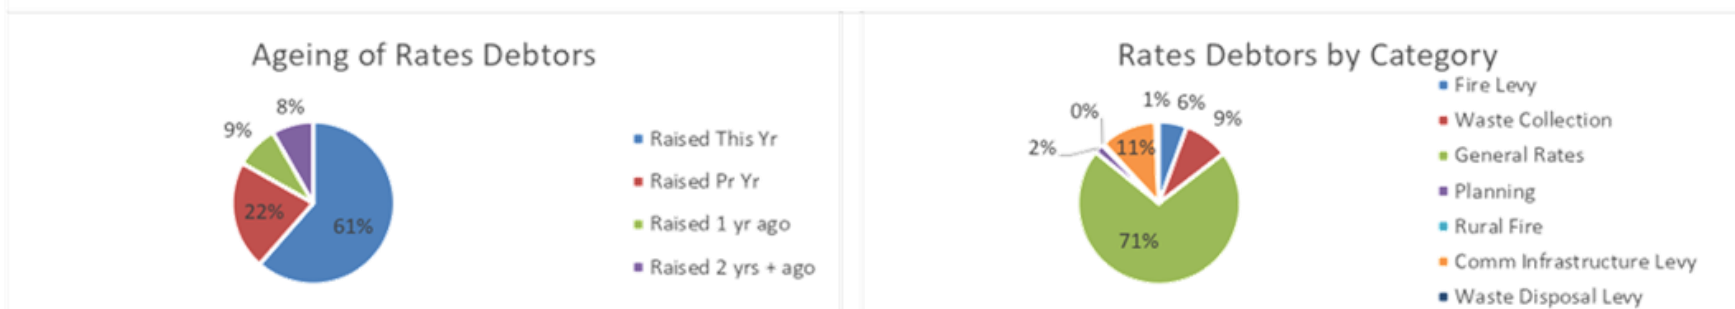 Ageing of Rates Debtors
8%
9%
22%
61%
Raised This Yr
Raised Pr Yr
Raised 1 yr ago
Raised 2 yrs + ago
Rates Debtors by Category
1% 6%
0%
9%
2%
11%
71%
Fire Levy
Waste Collection
General Rates
Planning
Rural Fire
Comm Infrastructure Levy
Waste Disposal Levy